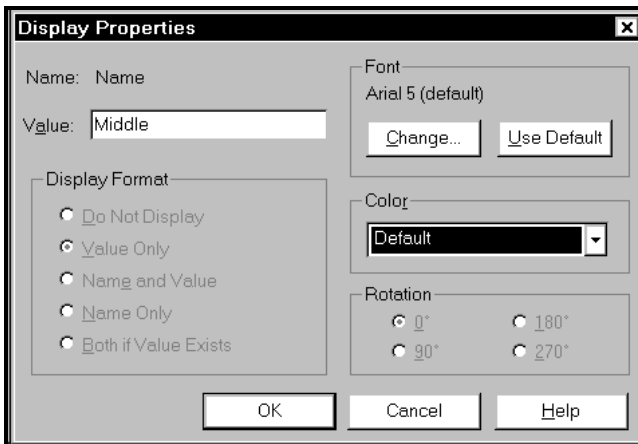 Display Properties
Name: Name
Value: Middle
Display Format
Do Not Display
Value Only
Name and Value
Name Only
Both if Value Exists
Font
Arial 5 (default)
Change... Use Default
Color
Default
Rotation
0° 180°
90° 270°
OK Cancel Help